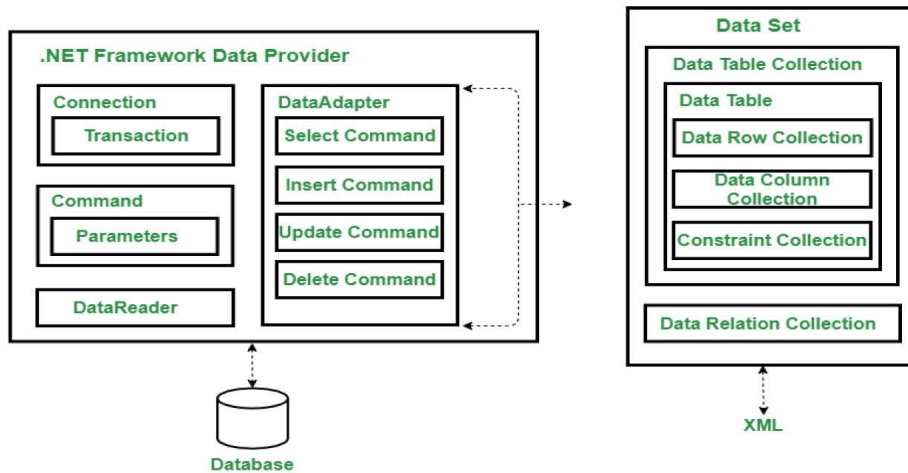 .NET Framework Data Provider
Connection
Transaction
Command
Parameters
DataReader
DataAdapter
Select Command
Insert Command
Update Command
Delete Command
Database
Data Set
Data Table Collection
Data Table
Data Row Collection
Data Column
Collection
Constraint Collection
Data Relation Collection
XML